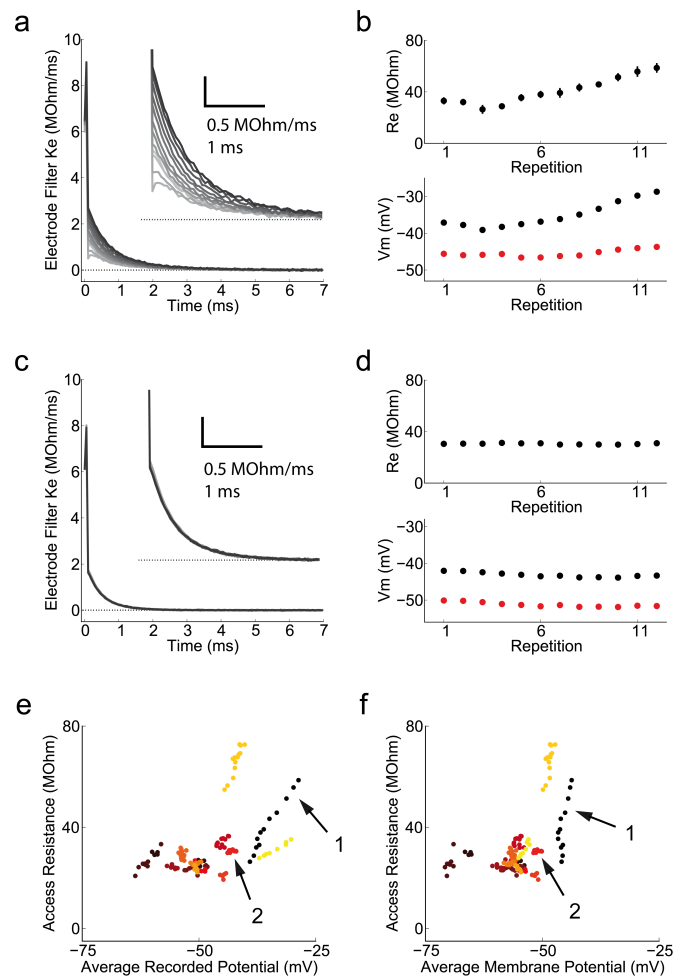 a
Electrode Filter Ke (MOhm/ms)
10
8
6
4
2
0
0 1 2 3 4 5 6 7
Time (ms)
0.5 MOhm/ms
1 ms
b
Re (MOhm)
80
40
0
1 6 11
Repetition
Vm (mV)
−30
−40
−50
1 6 11
Repetition
c
Electrode Filter Ke (MOhm/ms)
10
8
6
4
2
0
0 1 2 3 4 5 6 7
Time (ms)
0.5 MOhm/ms
1 ms
d
Re (MOhm)
80
40
0
1 6 11
Repetition
Vm (mV)
−30
−40
−50
1 6 11
Repetition
e
Access Resistance (MOhm)
80
40
0
−75 −50 −25
Average Recorded Potential (mV)
1
2
f
Access Resistance (MOhm)
80
40
0
−75 −50 −25
Average Membrane Potential (mV)
1
2